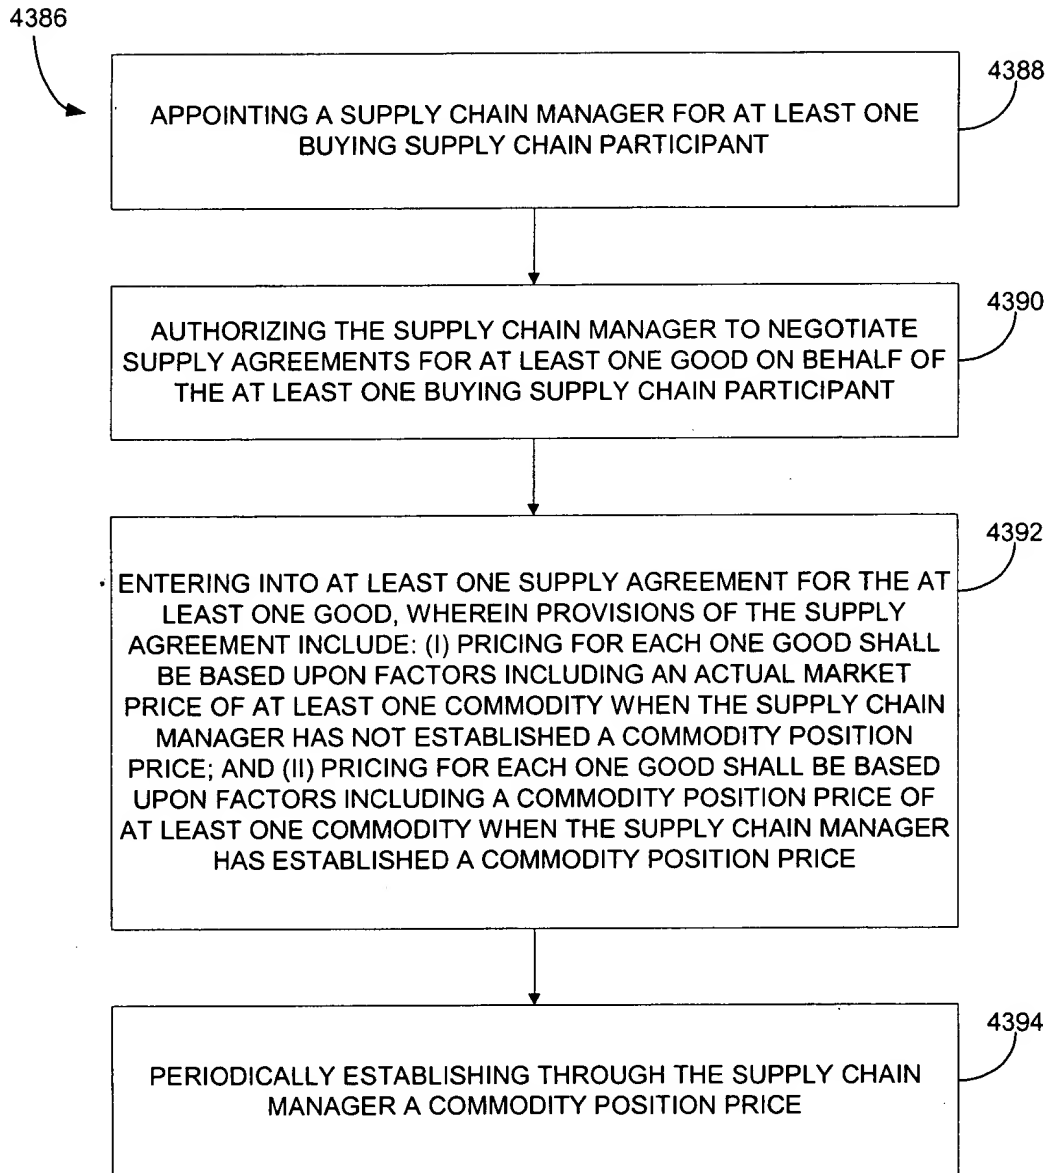 4386
4388
APPOINTING A SUPPLY CHAIN MANAGER FOR AT LEAST ONE
BUYING SUPPLY CHAIN PARTICIPANT
4390
AUTHORIZING THE SUPPLY CHAIN MANAGER TO NEGOTIATE
SUPPLY AGREEMENTS FOR AT LEAST ONE GOOD ON BEHALF OF
THE AT LEAST ONE BUYING SUPPLY CHAIN PARTICIPANT
4392
ENTERING INTO AT LEAST ONE SUPPLY AGREEMENT FOR THE AT
LEAST ONE GOOD, WHEREIN PROVISIONS OF THE SUPPLY
AGREEMENT INCLUDE: (I) PRICING FOR EACH ONE GOOD SHALL
BE BASED UPON FACTORS INCLUDING AN ACTUAL MARKET
PRICE OF AT LEAST ONE COMMODITY WHEN THE SUPPLY CHAIN
MANAGER HAS NOT ESTABLISHED A COMMODITY POSITION
PRICE; AND (II) PRICING FOR EACH ONE GOOD SHALL BE BASED
UPON FACTORS INCLUDING A COMMODITY POSITION PRICE OF
AT LEAST ONE COMMODITY WHEN THE SUPPLY CHAIN MANAGER
HAS ESTABLISHED A COMMODITY POSITION PRICE
4394
PERIODICALLY ESTABLISHING THROUGH THE SUPPLY CHAIN
MANAGER A COMMODITY POSITION PRICE